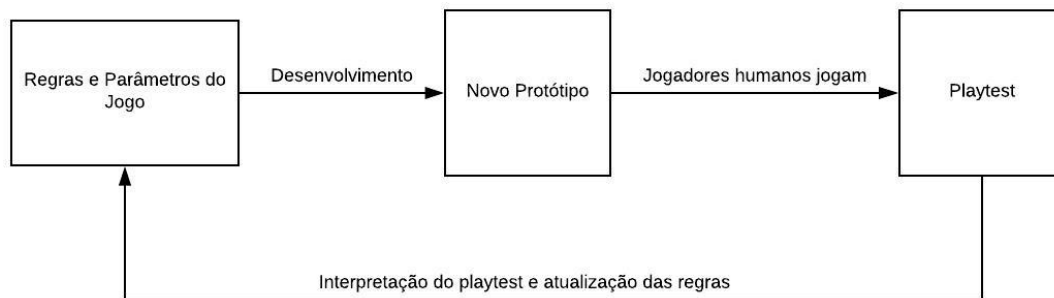 Regras e Parâmetros do
Jogo
Desenvolvimento
Novo Protótipo
Jogadores humanos jogam
Playtest
Interpretação do playtest e atualização das regras